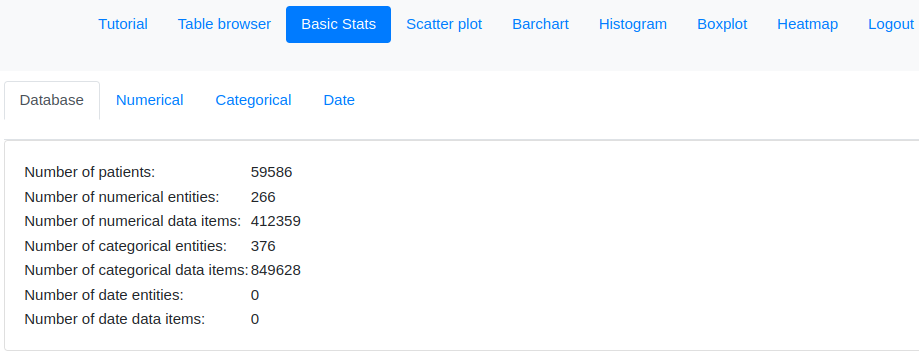 Tutorial Table browser Basic Stats Scatter plot Barchart Histogram Boxplot Heatmap Logout
Database Numerical Categorical Date
Number of patients: 59586
Number of numerical entities: 266
Number of numerical data items: 412359
Number of categorical entities: 376
Number of categorical data items: 849628
Number of date entities: 0
Number of date data items: 0